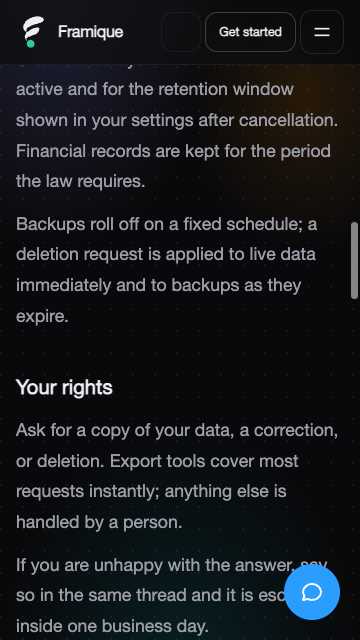 Framique
Get started
active and for the retention window
shown in your settings after cancellation.
Financial records are kept for the period
the law requires.
Backups roll off on a fixed schedule; a
deletion request is applied to live data
immediately and to backups as they
expire.
Your rights
Ask for a copy of your data, a correction,
or deletion. Export tools cover most
requests instantly; anything else is
handled by a person.
If you are unhappy with the answer, say
so in the same thread and it is
inside one business day.